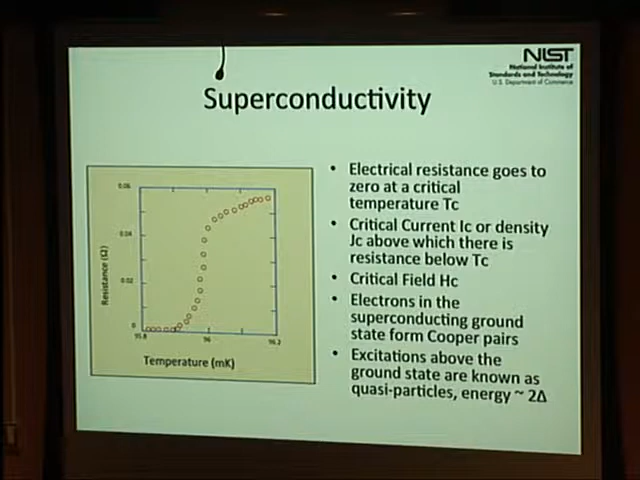 NIST
National Institute of
Standards and Technology
U.S. Department of Commerce
Superconductivity
• Electrical resistance goes to
zero at a critical
temperature Tc
• Critical Current Ic or density
Jc above which there is
resistance below Tc
• Critical Field Hc
• Electrons in the
superconducting ground
state form Cooper pairs
• Excitations above the
ground state are known as
quasi-particles, energy ~ 2Δ
0.06
0.04
0.02
0
Resistance (Ω)
95.8
96
96.2
Temperature (mK)